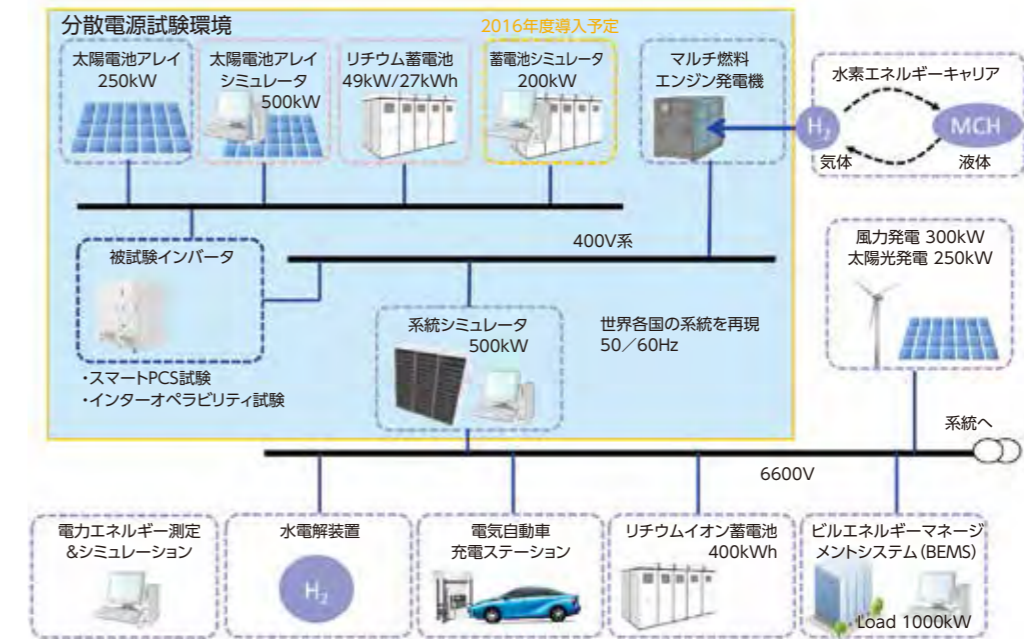 分散電源試験環境
2016年度導入予定
太陽電池アレイ
250kW
太陽電池アレイ
シミュレータ
500kW
リチウム蓄電池
49kW/27kWh
蓄電池シミュレータ
200kW
マルチ燃料
エンジン発電機
水素エネルギーキャリア
H₂
MCH
気体
液体
400V系
被試験インバータ
・スマートPCS試験
・インターオペラビリティ試験
系統シミュレータ
500kW
世界各国の系統を再現
50／60Hz
風力発電 300kW
太陽光発電 250kW
系統へ
6600V
電力エネルギー測定
&シミュレーション
水電解装置
H₂
電気自動車
充電ステーション
リチウムイオン蓄電池
400kWh
ビルエネルギーマネージ
メントシステム(BEMS)
Load 1000kW